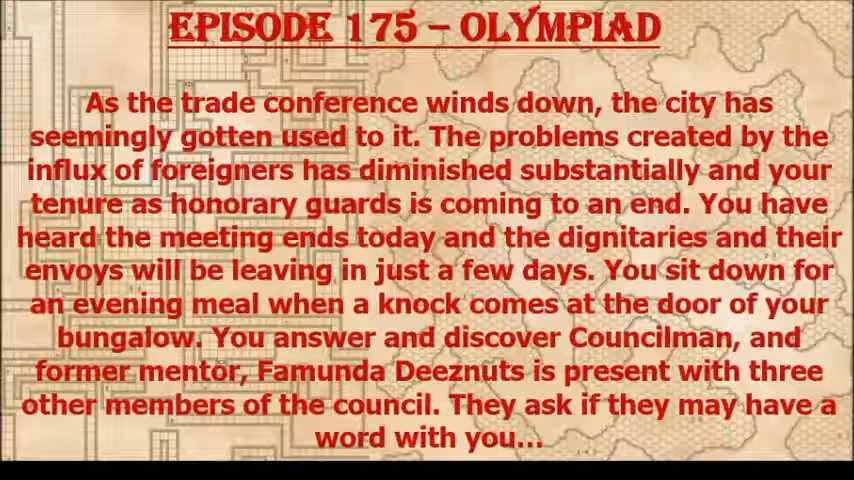 EPISODE 175 – OLYMPIAD
As the trade conference winds down, the city has
seemingly gotten used to it. The problems created by the
influx of foreigners has diminished substantially and your
tenure as honorary guards is coming to an end. You have
heard the meeting ends today and the dignitaries and their
envoys will be leaving in just a few days. You sit down for
an evening meal when a knock comes at the door of your
bungalow. You answer and discover Councilman, and
former mentor, Famunda Deeznuts is present with three
other members of the council. They ask if they may have a
word with you...